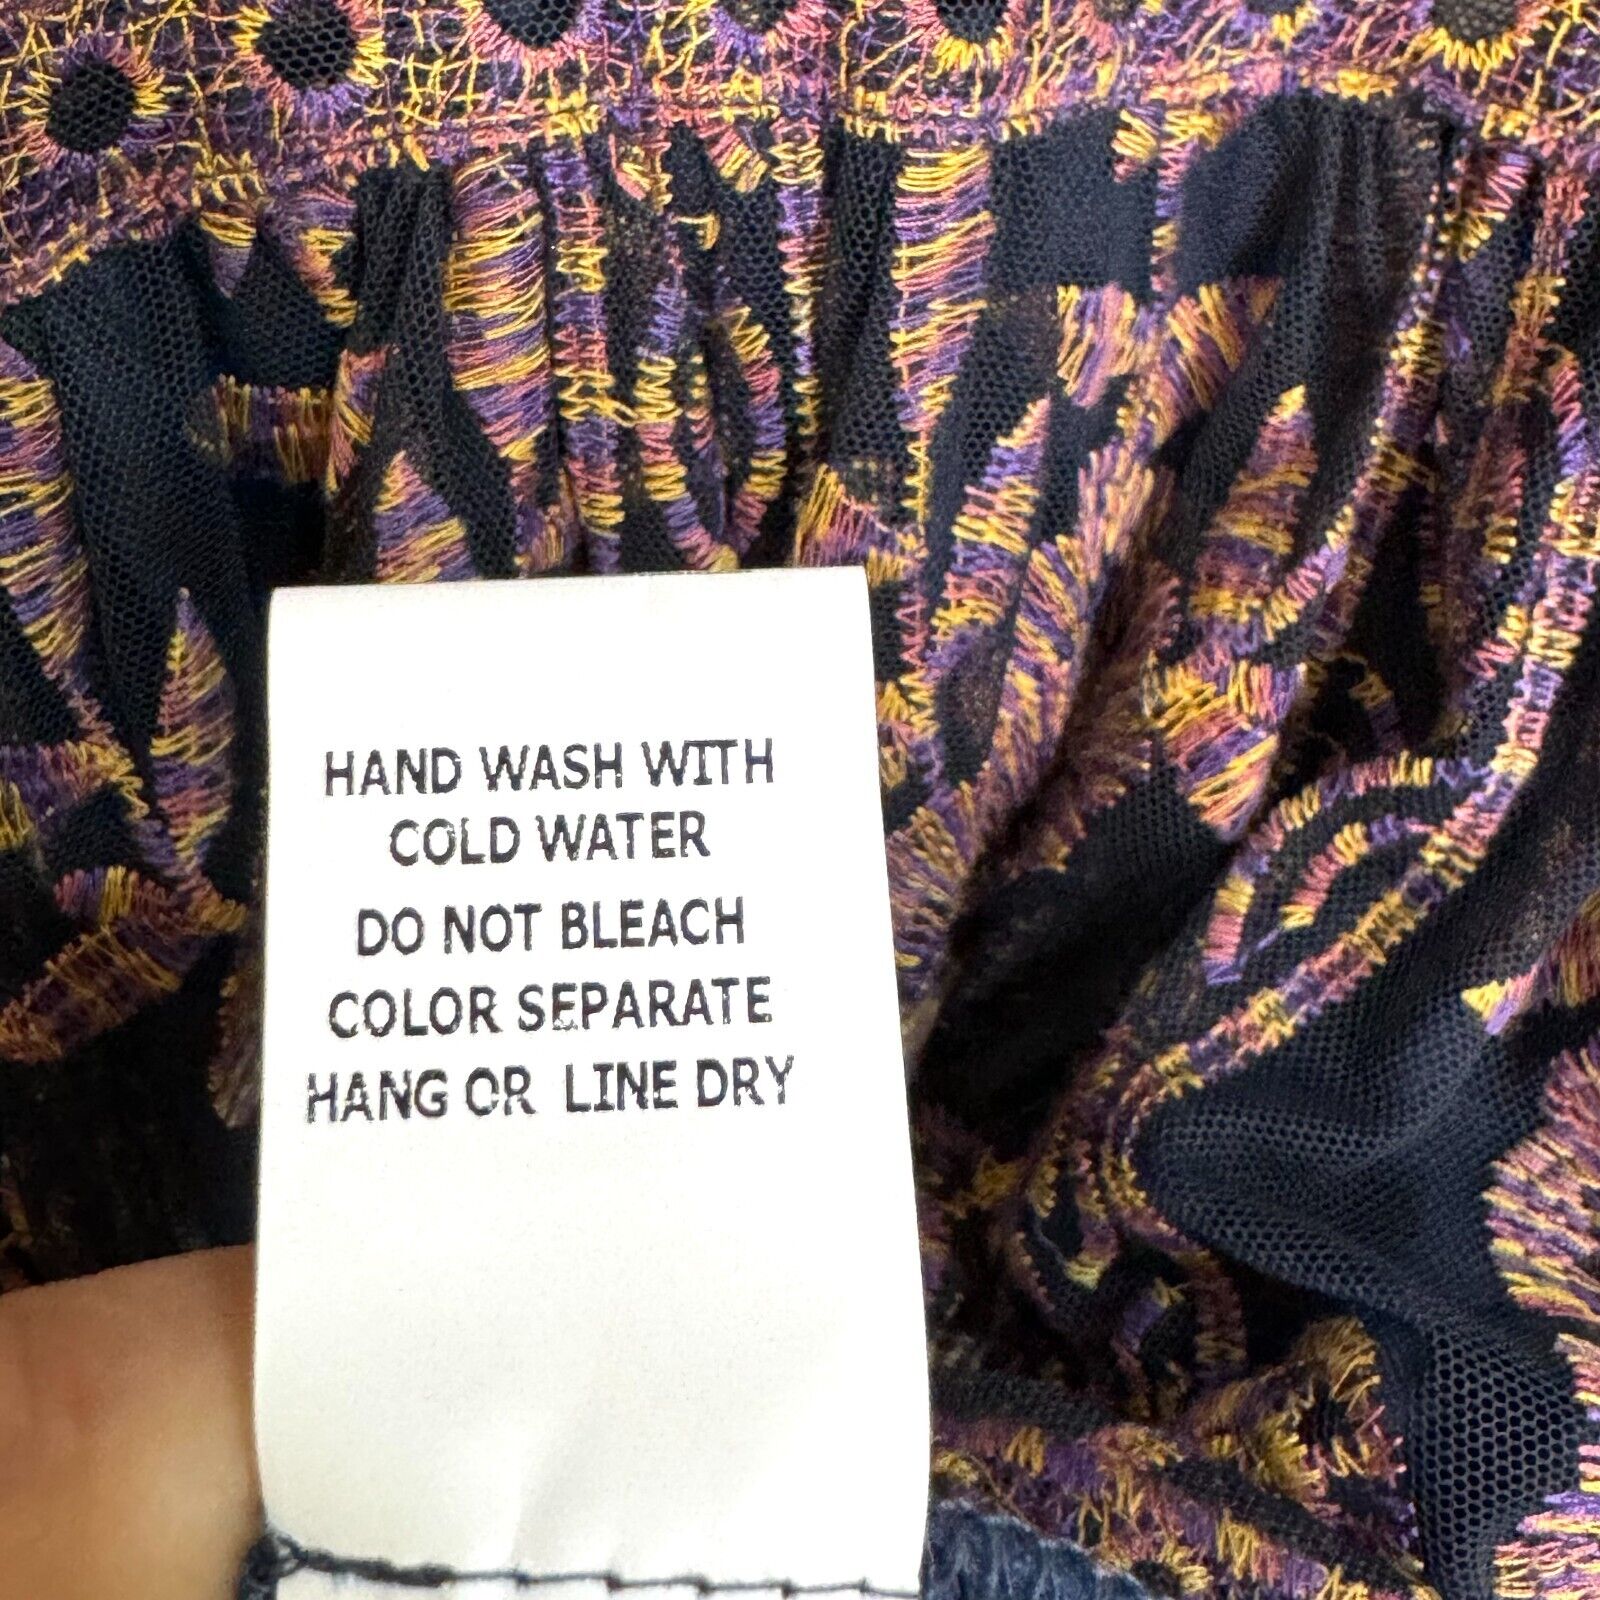 HAND WASH WITH
COLD WATER
DO NOT BLEACH
COLOR SEPARATE
HANG OR LINE DRY